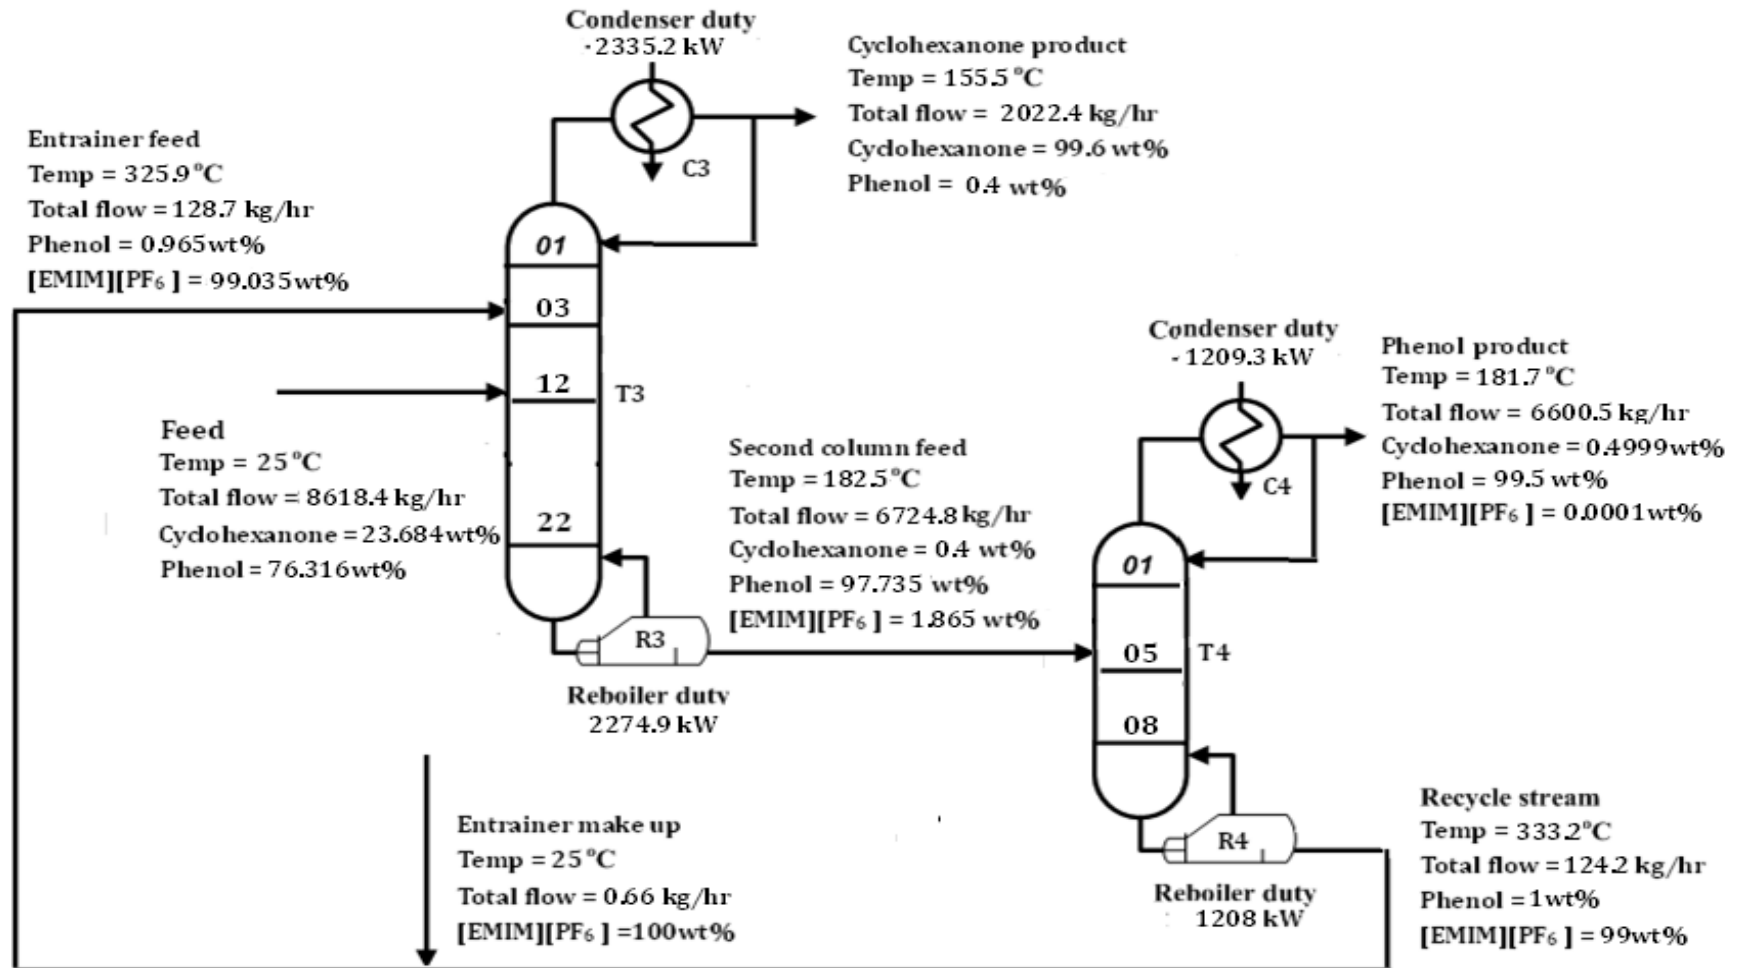 Condenser duty
-2335.2 kW
Cyclohexanone product
Temp = 155.5 °C
Total flow = 2022.4 kg/hr
Cyclohexanone = 99.6 wt%
Phenol = 0.4 wt%
C3
Entrainer feed
Temp = 325.9°C
Total flow =128.7 kg/hr
Phenol = 0.965wt%
[EMIM][PF₆ ] = 99.035wt%
01
03
12
22
T3
Feed
Temp = 25°C
Total flow = 8618.4 kg/hr
Cyclohexanone = 23.684wt%
Phenol = 76.316wt%
R3
Reboiler duty
2274.9 kW
Second column feed
Temp = 182.5°C
Total flow = 6724.8 kg/hr
Cyclohexanone = 0.4 wt%
Phenol = 97.735 wt%
[EMIM][PF₆ ] = 1.865 wt%
Condenser duty
-1209.3 kW
C4
Phenol product
Temp = 181.7 °C
Total flow = 6600.5 kg/hr
Cyclohexanone = 0.4999wt%
Phenol = 99.5 wt%
[EMIM][PF₆ ] = 0.0001wt%
01
05
08
T4
R4
Reboiler duty
1208 kW
Entrainer make up
Temp = 25 °C
Total flow = 0.66 kg/hr
[EMIM][PF₆ ] =100wt%
Recycle stream
Temp = 333.2°C
Total flow =124.2 kg/hr
Phenol =1wt%
[EMIM][PF₆ ] = 99wt%